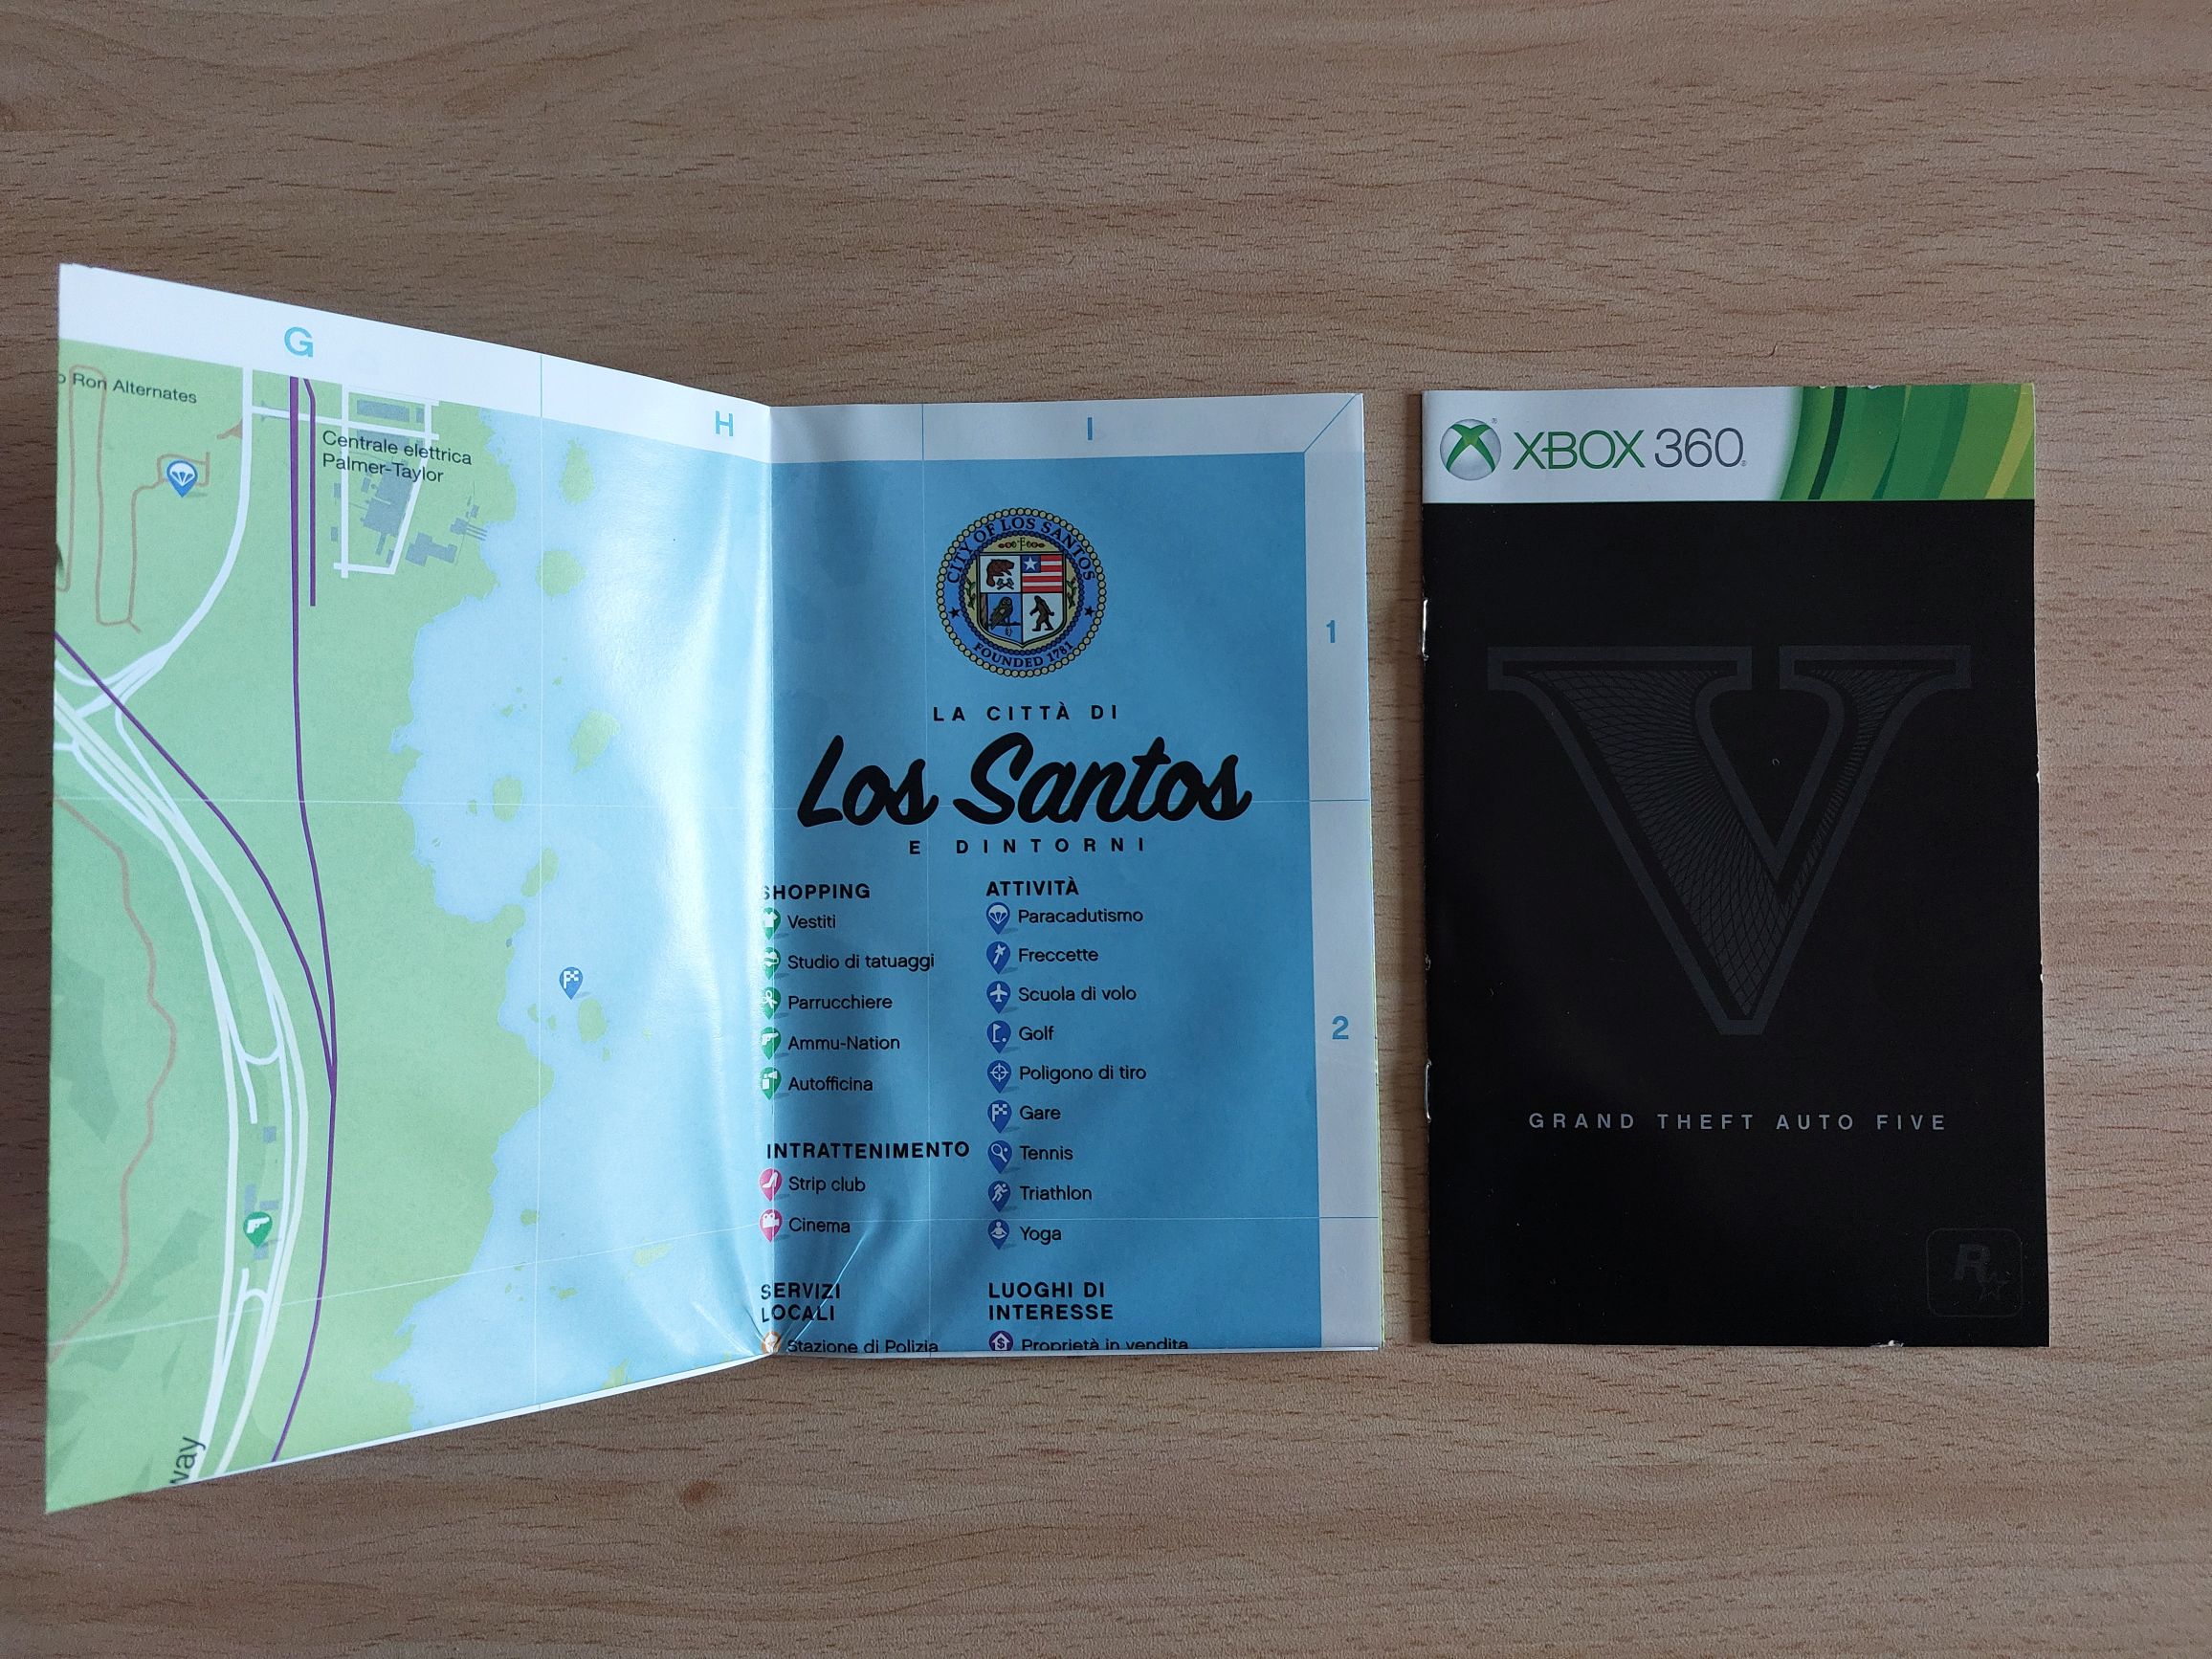 G
H
I
Ron Alternates
Centrale elettrica
Palmer-Taylor
way
CITY OF LOS SANTOS
FOUNDED 1781
LA CITTÀ DI
Los Santos
E DINTORNI
SHOPPING
Vestiti
Studio di tatuaggi
Parrucchiere
Ammu-Nation
Autofficina
INTRATTENIMENTO
Strip club
Cinema
SERVIZI
LOCALI
Stazione di Polizia
ATTIVITÀ
Paracadutismo
Freccette
Scuola di volo
Golf
Poligono di tiro
Gare
Tennis
Triathlon
Yoga
LUOGHI DI
INTERESSE
Proprietà in vendita
1
2
XBOX 360
V
GRAND THEFT AUTO FIVE
R